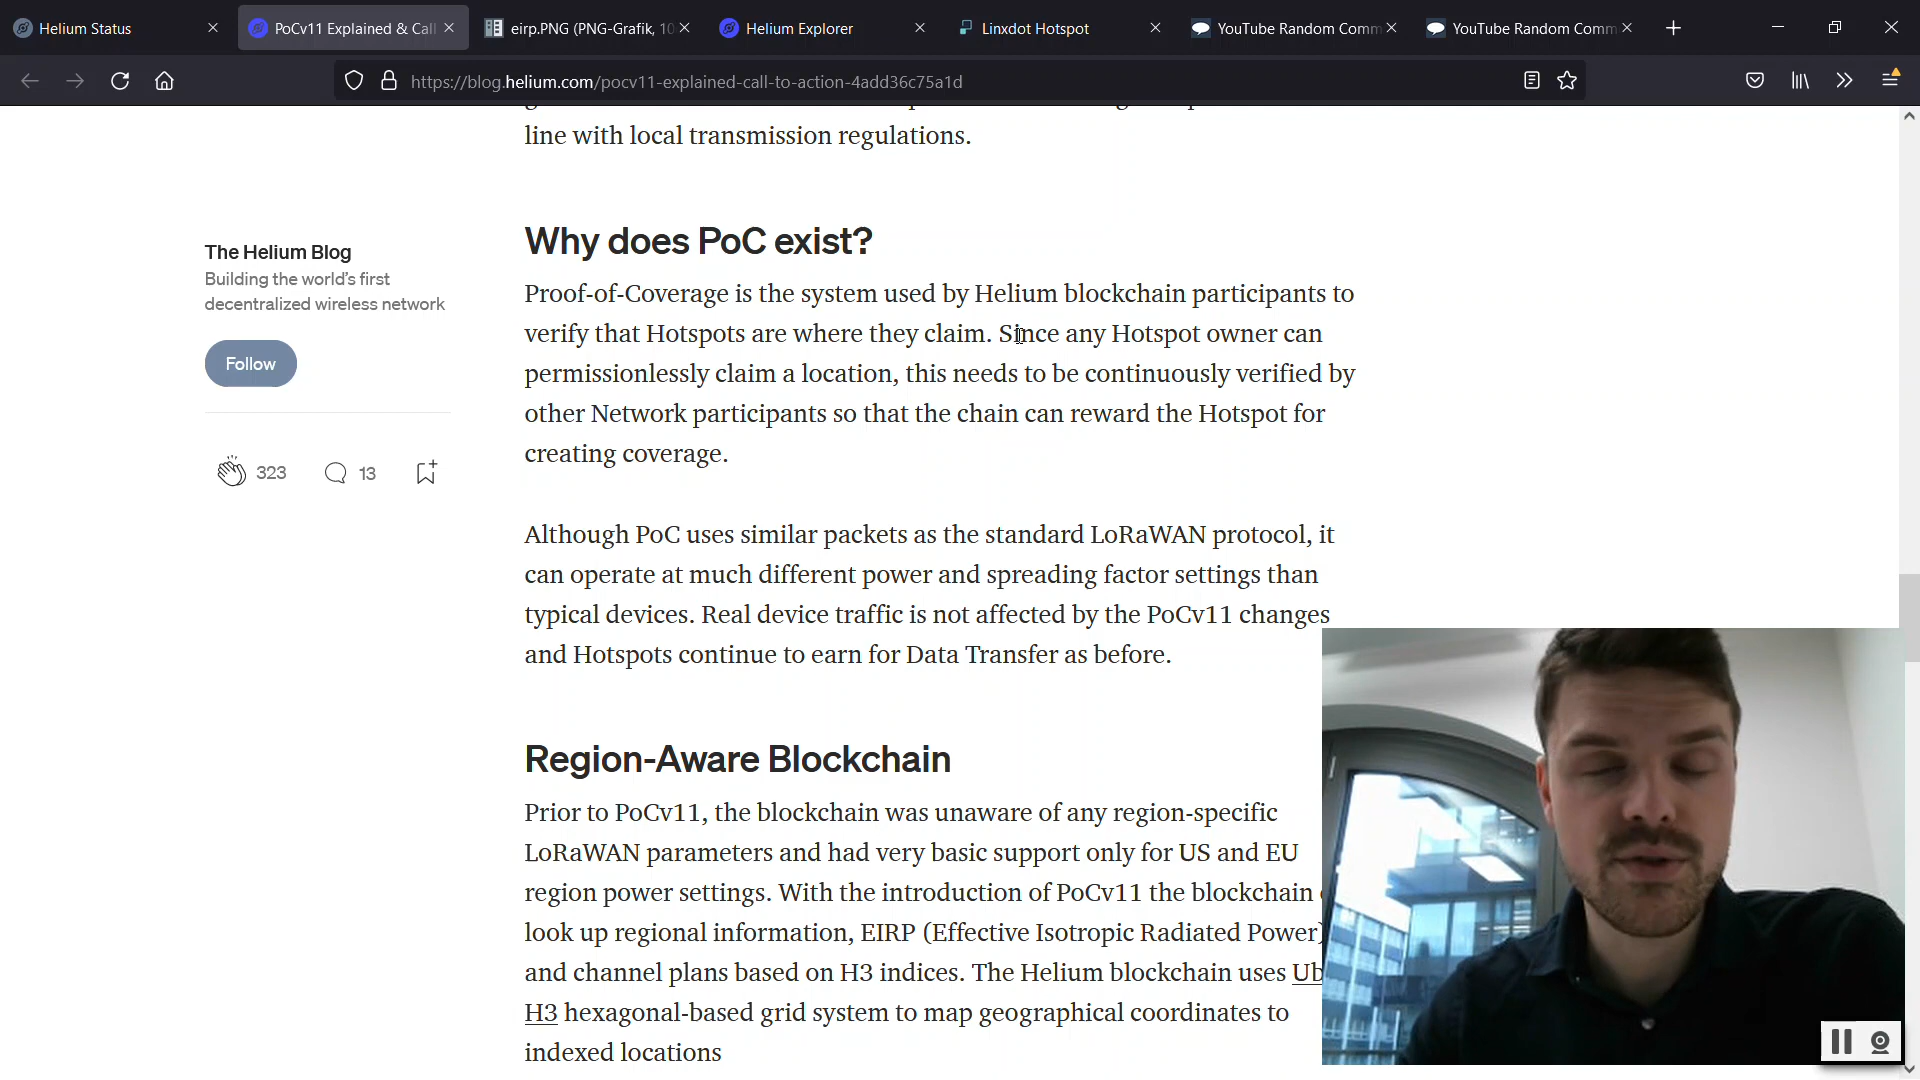 Helium Status
PoCv11 Explained & Call
eirp.PNG (PNG-Grafik, 10
Helium Explorer
Linxdot Hotspot
YouTube Random Comm
YouTube Random Comm
https://blog.helium.com/pocv11-explained-call-to-action-4add36c75a1d
line with local transmission regulations.
The Helium Blog
Building the world's first
decentralized wireless network
Follow
323
13
Why does PoC exist?
Proof-of-Coverage is the system used by Helium blockchain participants to
verify that Hotspots are where they claim. Since any Hotspot owner can
permissionlessly claim a location, this needs to be continuously verified by
other Network participants so that the chain can reward the Hotspot for
creating coverage.
Although PoC uses similar packets as the standard LoRaWAN protocol, it
can operate at much different power and spreading factor settings than
typical devices. Real device traffic is not affected by the PoCv11 changes
and Hotspots continue to earn for Data Transfer as before.
Region-Aware Blockchain
Prior to PoCv11, the blockchain was unaware of any region-specific
LoRaWAN parameters and had very basic support only for US and EU
region power settings. With the introduction of PoCv11 the blockchain
look up regional information, EIRP (Effective Isotropic Radiated Power)
and channel plans based on H3 indices. The Helium blockchain uses Ub
H3 hexagonal-based grid system to map geographical coordinates to
indexed locations